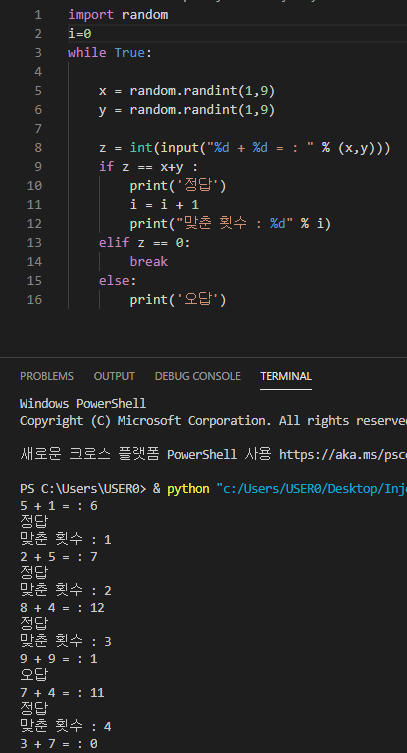 1 import random
2 i=0
3 while True:
4
5     x = random.randint(1,9)
6     y = random.randint(1,9)
7
8     z = int(input("%d + %d = : " % (x,y)))
9     if z == x+y :
10         print('정답')
11         i = i + 1
12         print("맞춘 횟수 : %d" % i)
13     elif z == 0:
14         break
15     else:
16         print('오답')
PROBLEMS OUTPUT DEBUG CONSOLE TERMINAL
Windows PowerShell
Copyright (C) Microsoft Corporation. All rights reserve
새로운 크로스 플랫폼 PowerShell 사용 https://aka.ms/psc
PS C:\Users\USER0> & python "c:/Users/USER0/Desktop/Inj
5 + 1 = : 6
정답
맞춘 횟수 : 1
2 + 5 = : 7
정답
맞춘 횟수 : 2
8 + 4 = : 12
정답
맞춘 횟수 : 3
9 + 9 = : 1
오답
7 + 4 = : 11
정답
맞춘 횟수 : 4
3 + 7 = : 0